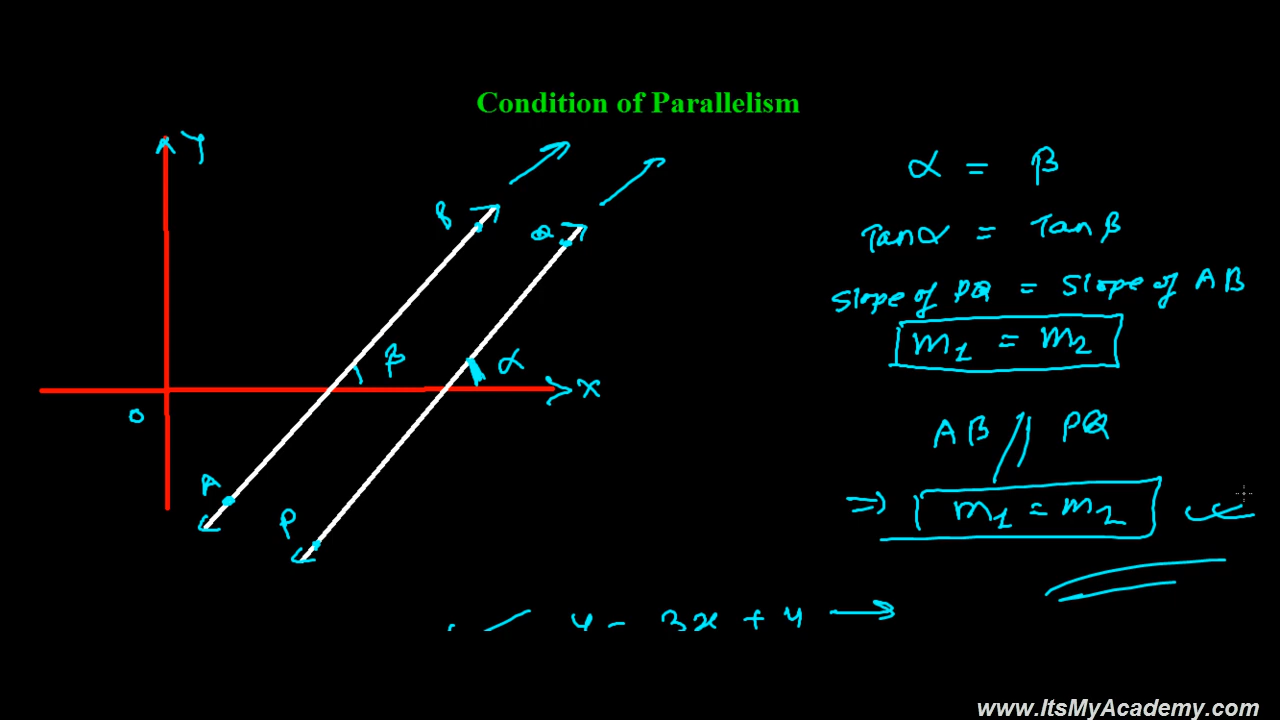 Condition of Parallelism
Y
B
Q
β
α
X
O
A
P
α = β
Tanα = Tanβ
Slope of PQ = Slope of AB
m1 = m2
AB // PQ
⇒ m1 = m2
y = 3x + 4 →
www.ItsMyAcademy.com